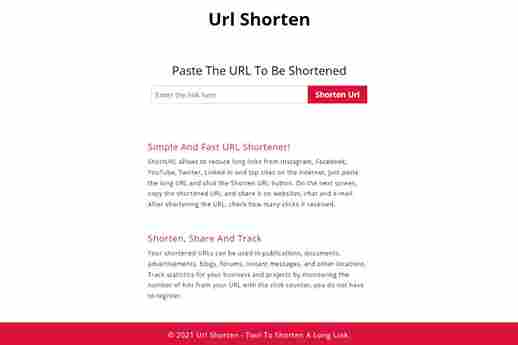 Url Shorten
Paste The URL To Be Shortened
Enter the link here
Shorten Url
Simple And Fast URL Shortener!
ShortURL allows to reduce long links from Instagram, Facebook,
YouTube, Twitter, Linked In and top sites on the Internet, just paste
the long URL and click the Shorten URL button. On the next screen,
copy the shortened URL and share it on websites, chat and e-mail.
After shortening the URL, check how many clicks it received.
Shorten, Share And Track
Your shortened URLs can be used in publications, documents,
advertisements, blogs, forums, instant messages, and other locations.
Track statistics for your business and projects by monitoring the
number of hits from your URL with the click counter, you do not have
to register.
© 2021 Url Shorten - Tool To Shorten A Long Link